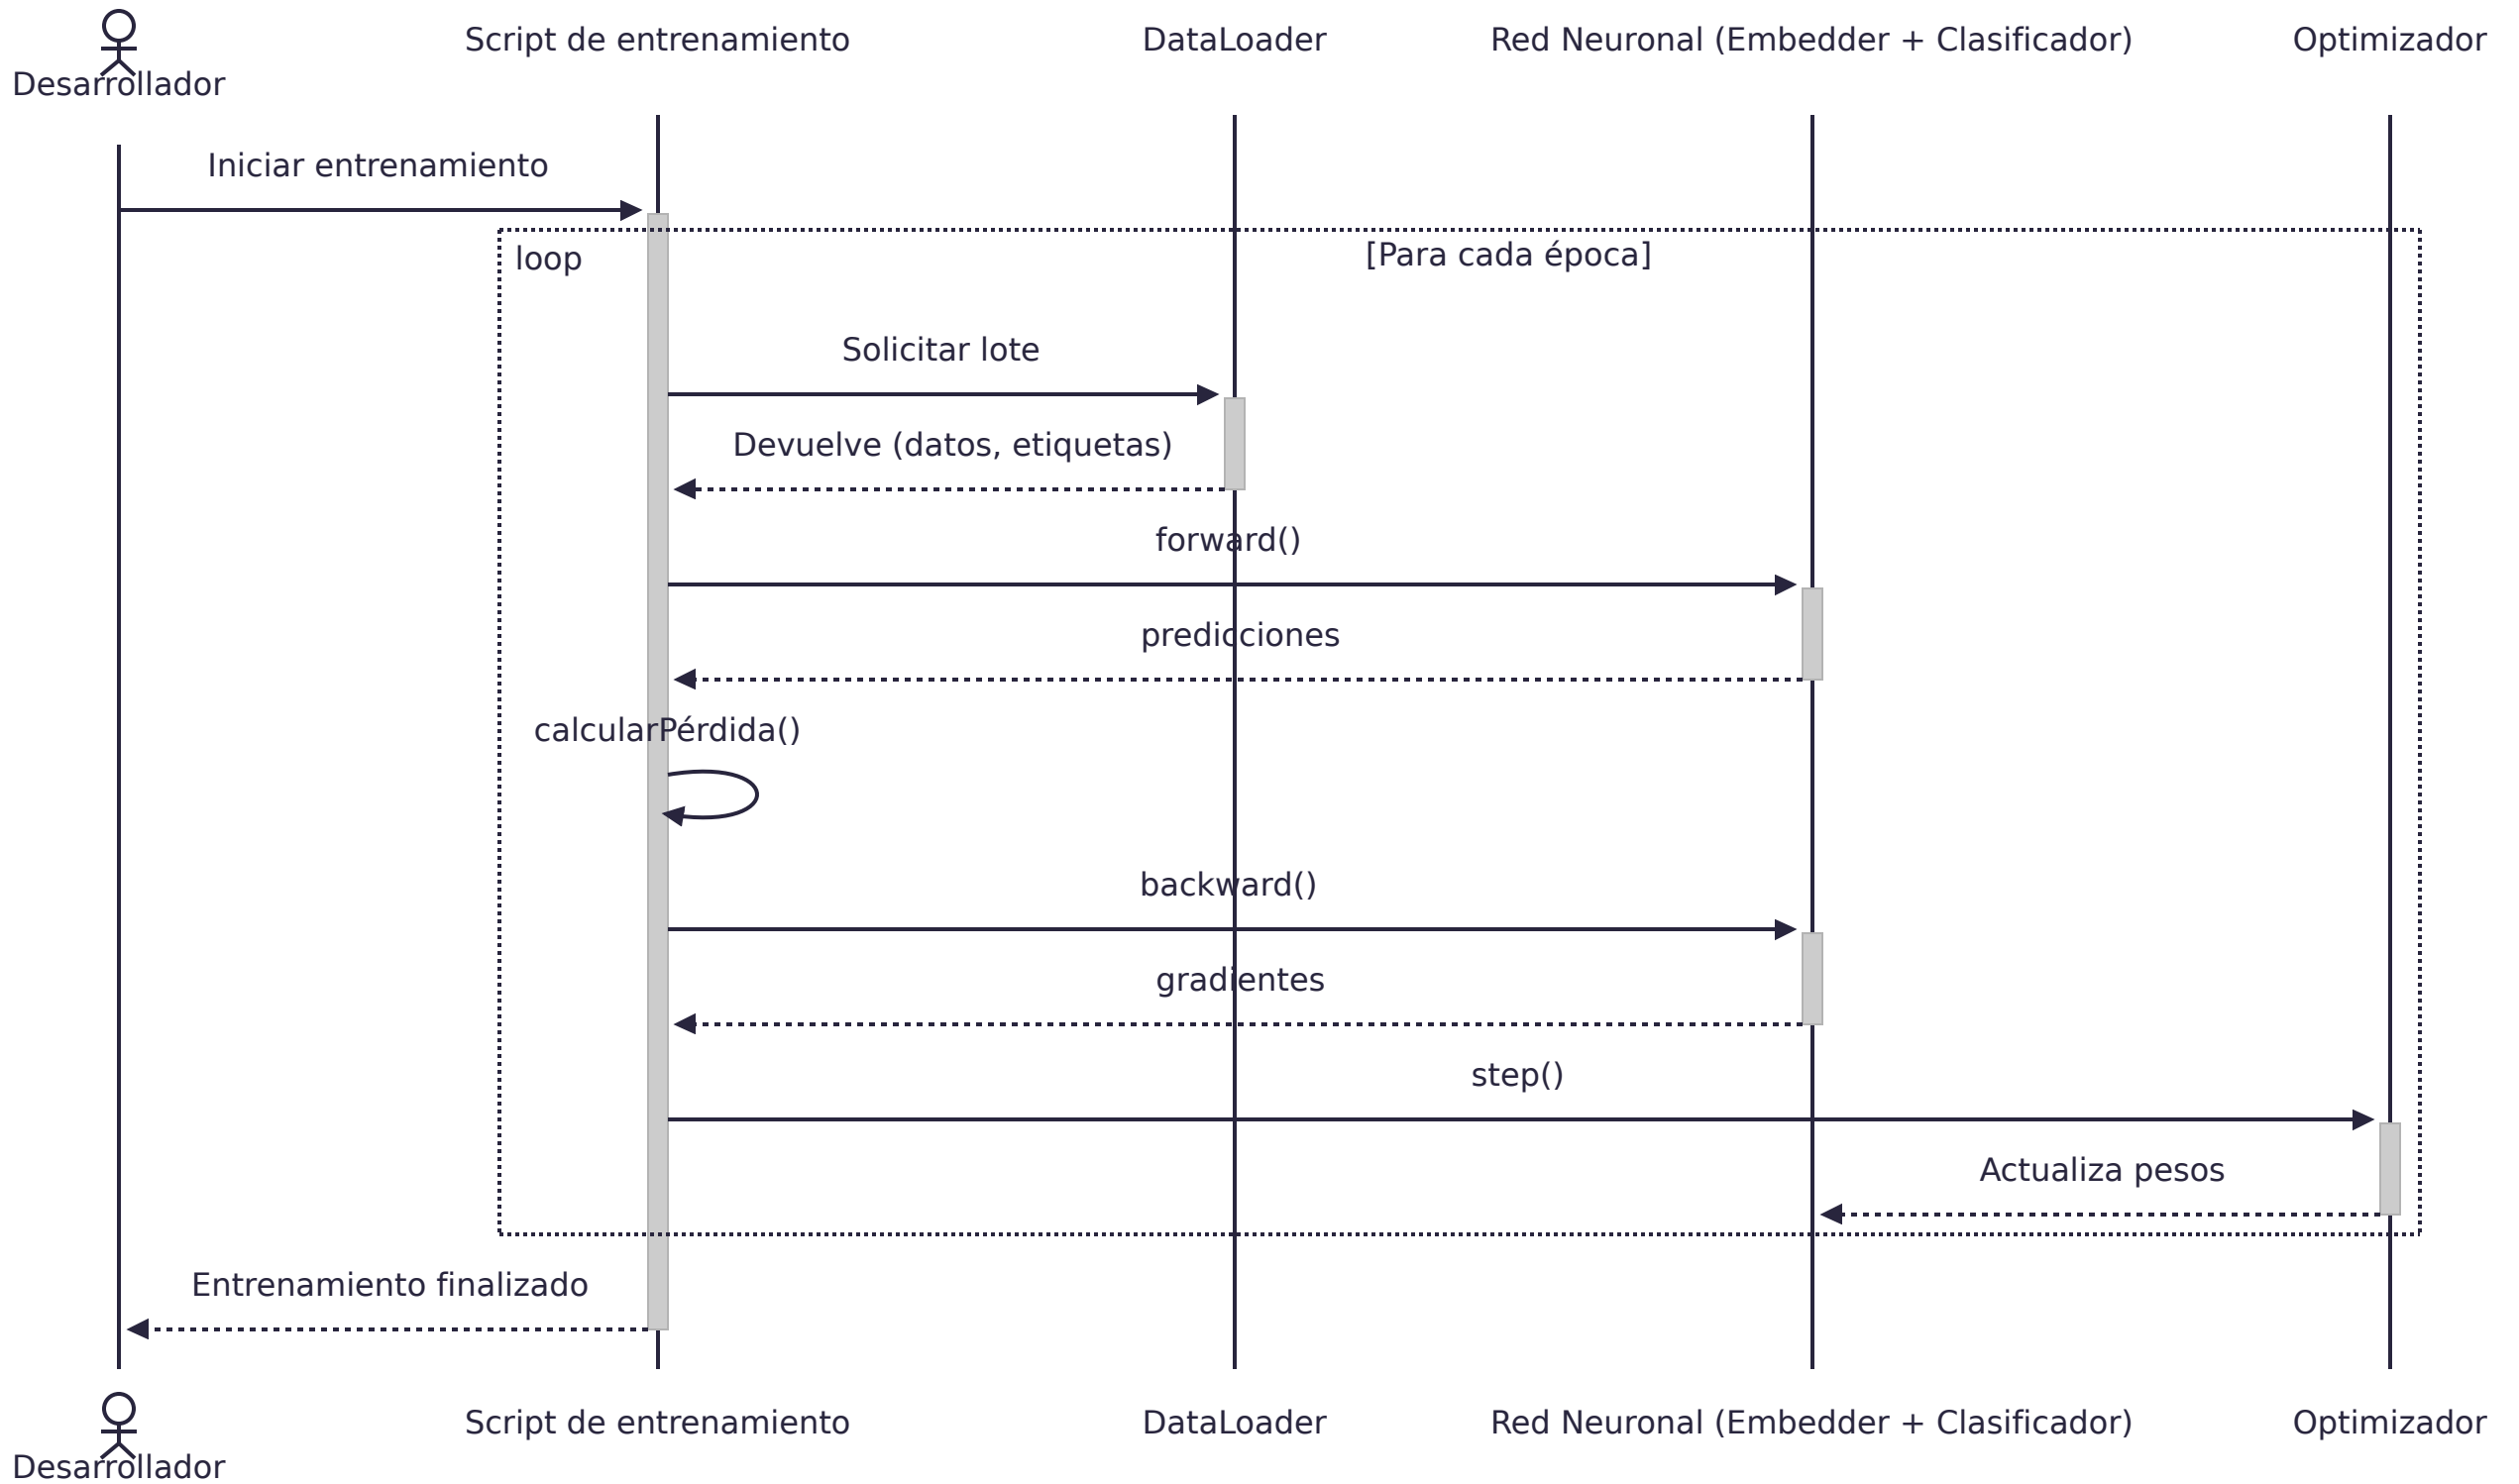 Desarrollador
Script de entrenamiento
DataLoader
Red Neuronal (Embedder + Clasificador)
Optimizador
Iniciar entrenamiento
loop
[Para cada época]
Solicitar lote
Devuelve (datos, etiquetas)
forward()
predicciones
calcularPérdida()
backward()
gradientes
step()
Actualiza pesos
Entrenamiento finalizado
Desarrollador
Script de entrenamiento
DataLoader
Red Neuronal (Embedder + Clasificador)
Optimizador